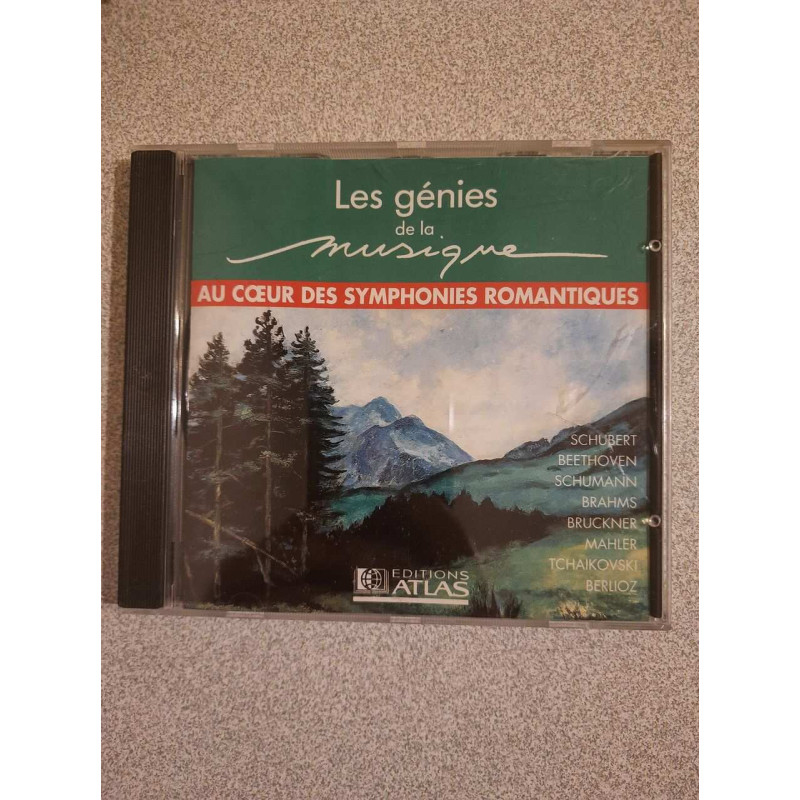 Les génies
de la
musique
AU CŒUR DES SYMPHONIES ROMANTIQUES
SCHUBERT
BEETHOVEN
SCHUMANN
BRAHMS
BRUCKNER
MAHLER
TCHAIKOVSKI
BERLIOZ
EDITIONS
ATLAS